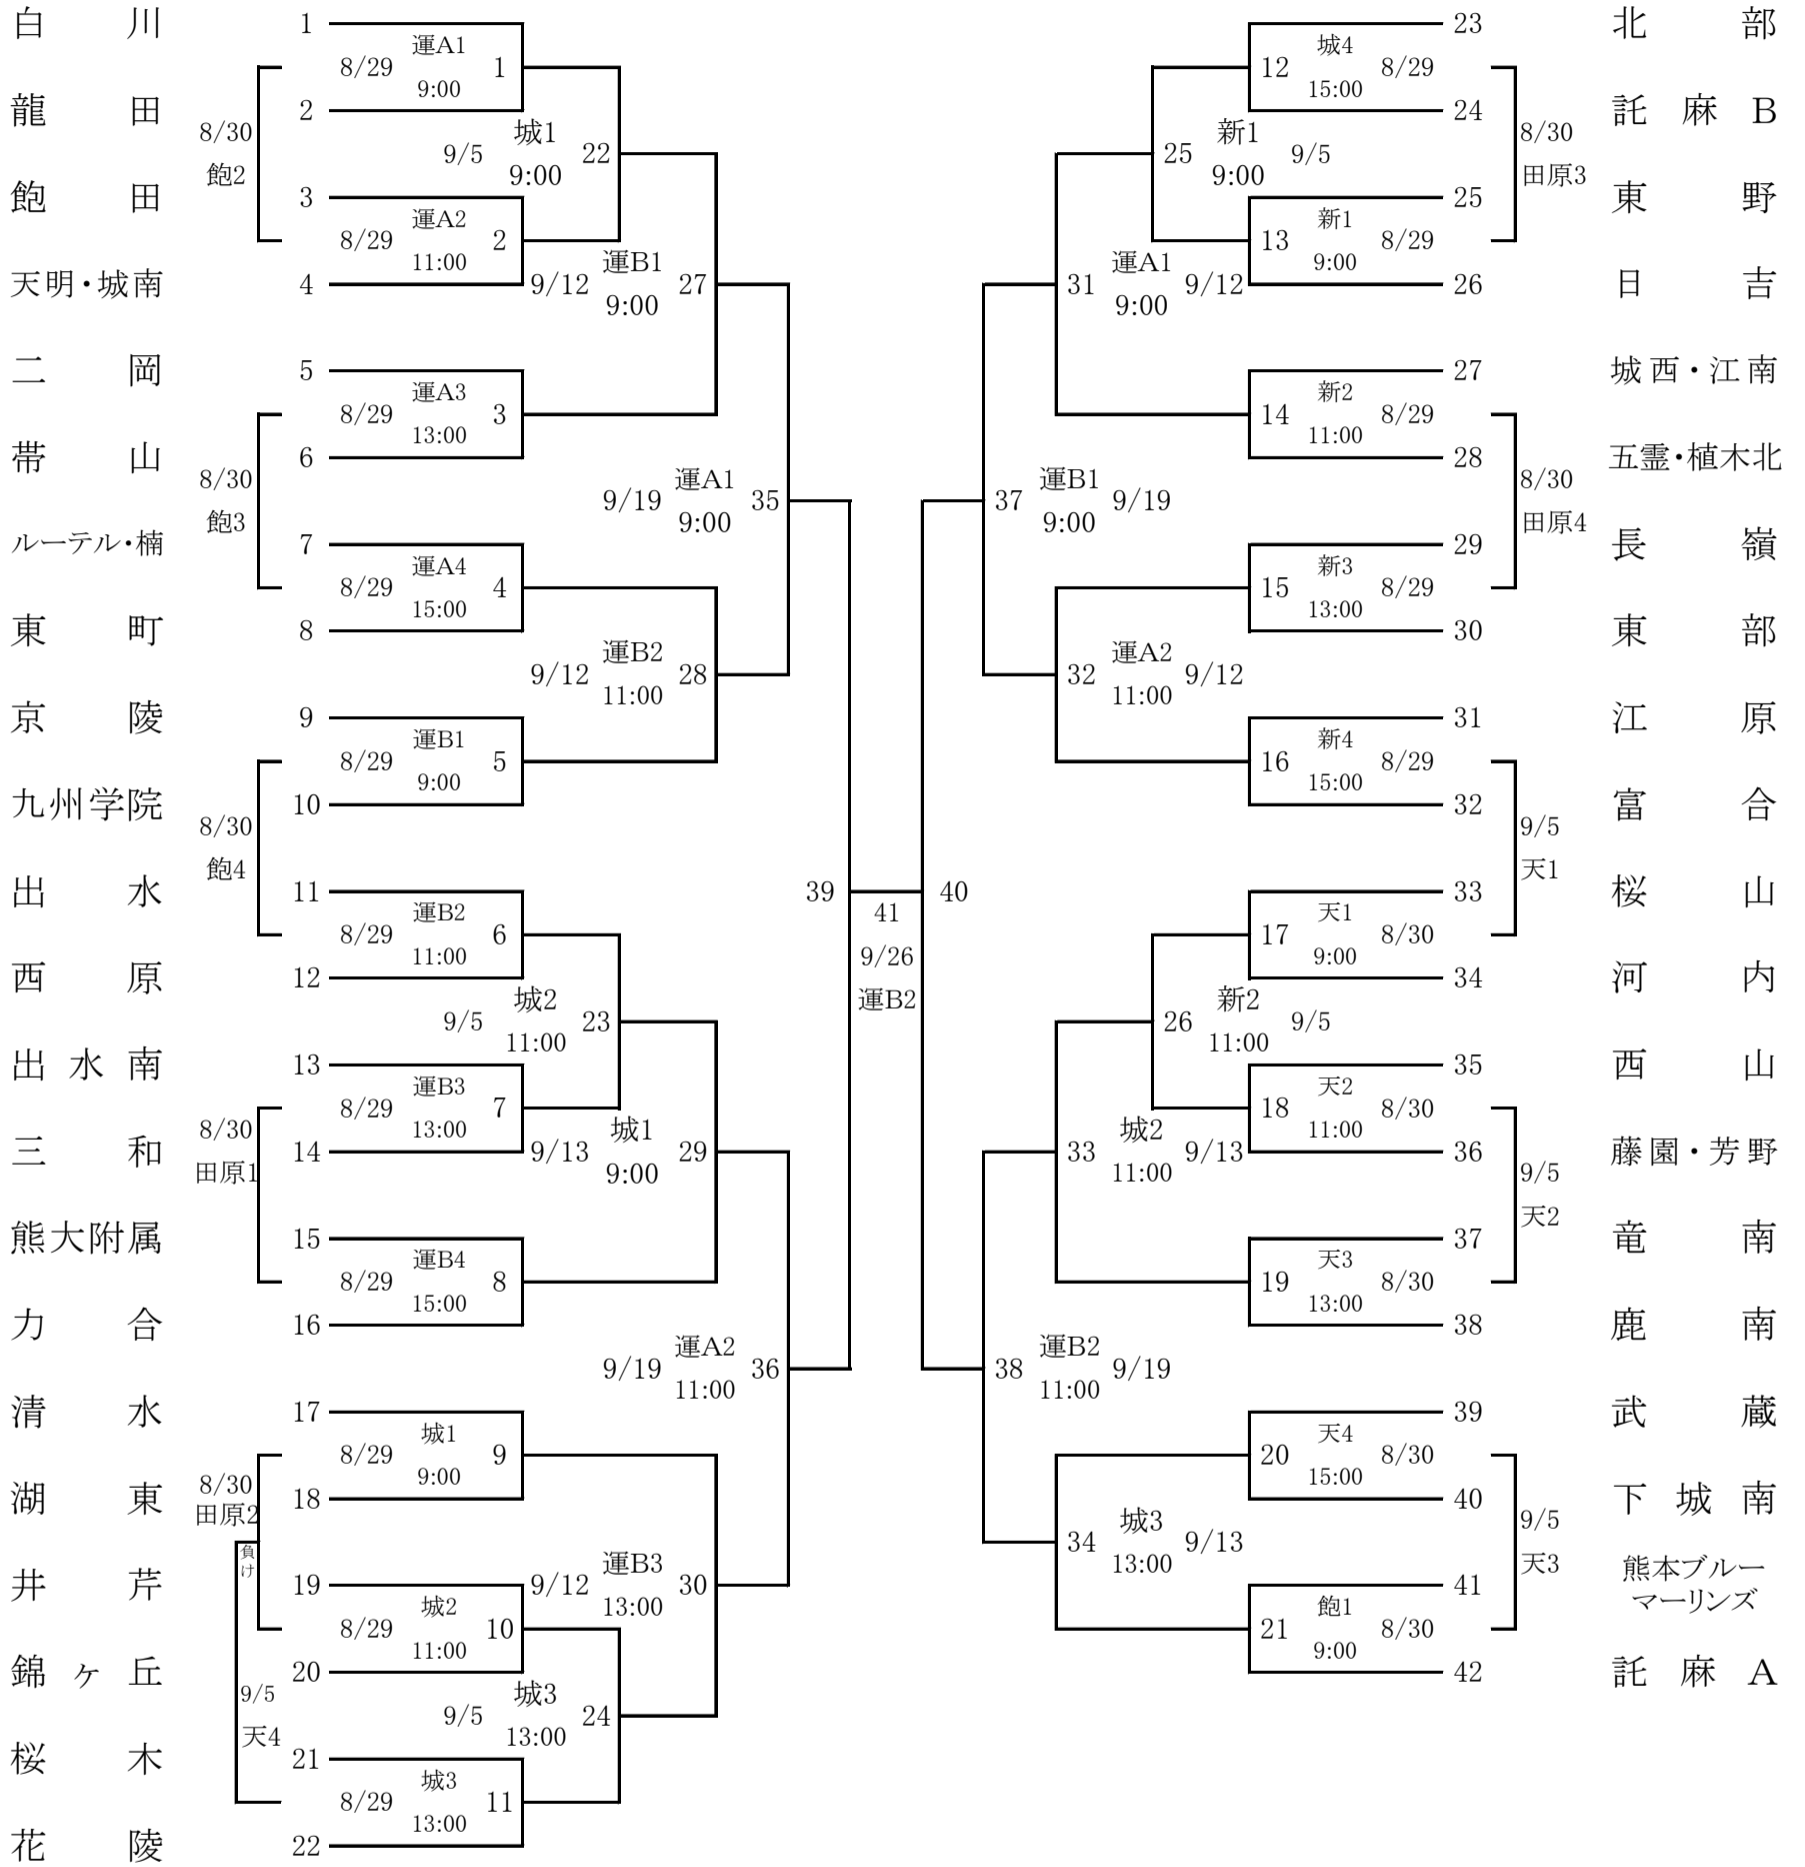 白川 1
運A1
8/29 1
9:00
龍田 2
8/30
飽2
城1
9/5 22
9:00
飽田 3
運A2
8/29 2
11:00
天明・城南 4
運B1
9/12 27
9:00
二岡 5
運A3
8/29 3
13:00
帯山 6
8/30
飽3
運A1
9/19 35
9:00
ルーテル・楠 7
運A4
8/29 4
15:00
東町 8
運B2
9/12 28
11:00
京陵 9
運B1
8/29 5
9:00
九州学院 10
8/30
飽4
出水 11
運B2
8/29 6
11:00
西原 12
城2
9/5 23
11:00
出水南 13
運B3
8/29 7
13:00
三和 14
8/30
田原1
城1
9/13 29
9:00
熊大附属 15
運B4
8/29 8
15:00
力合 16
運A2
9/19 36
11:00
清水 17
城1
8/29 9
9:00
湖東 18
8/30
田原2
負け
井芹 19
運B3
9/12 30
13:00
城2
8/29 10
11:00
錦ヶ丘 20
9/5
天4
城3
9/5 24
13:00
桜木 21
城3
8/29 11
13:00
花陵 22
39 40
41
9/26
運B2
23 北部
城4
12 8/29
15:00
24 託麻B
8/30
田原3
新1
25 9/5
9:00
25 東野
新1
13 8/29
9:00
26 日吉
運A1
31 9/12
9:00
27 城西・江南
新2
14 8/29
11:00
28 五霊・植木北
8/30
田原4
運B1
37 9/19
9:00
29 長嶺
新3
15 8/29
13:00
30 東部
運A2
32 9/12
11:00
31 江原
新4
16 8/29
15:00
32 富合
9/5
天1
33 桜山
天1
17 8/30
9:00
34 河内
新2
26 9/5
11:00
35 西山
天2
18 8/30
11:00
36 藤園・芳野
9/5
天2
城2
33 9/13
11:00
37 竜南
天3
19 8/30
13:00
38 鹿南
運B2
38 9/19
11:00
39 武蔵
天4
20 8/30
15:00
40 下城南
9/5
天3
城3
34 9/13
13:00
41 熊本ブルー
マーリンズ
飽1
21 8/30
9:00
42 託麻A